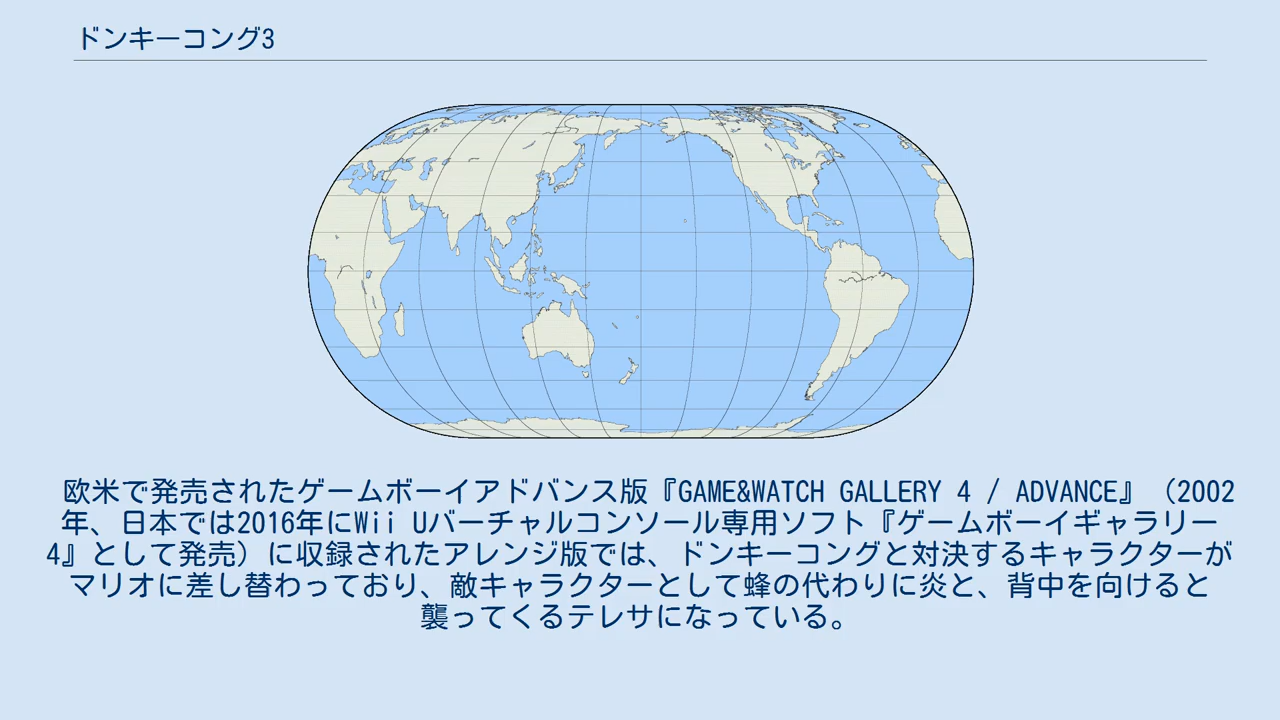 ドンキーコング3
欧米で発売されたゲームボーイアドバンス版『GAME&WATCH GALLERY 4 / ADVANCE』（2002
年、日本では2016年にWii Uバーチャルコンソール専用ソフト『ゲームボーイギャラリー
4』として発売）に収録されたアレンジ版では、ドンキーコングと対決するキャラクターが
マリオに差し替わっており、敵キャラクターとして蜂の代わりに炎と、背中を向けると
襲ってくるテレサになっている。